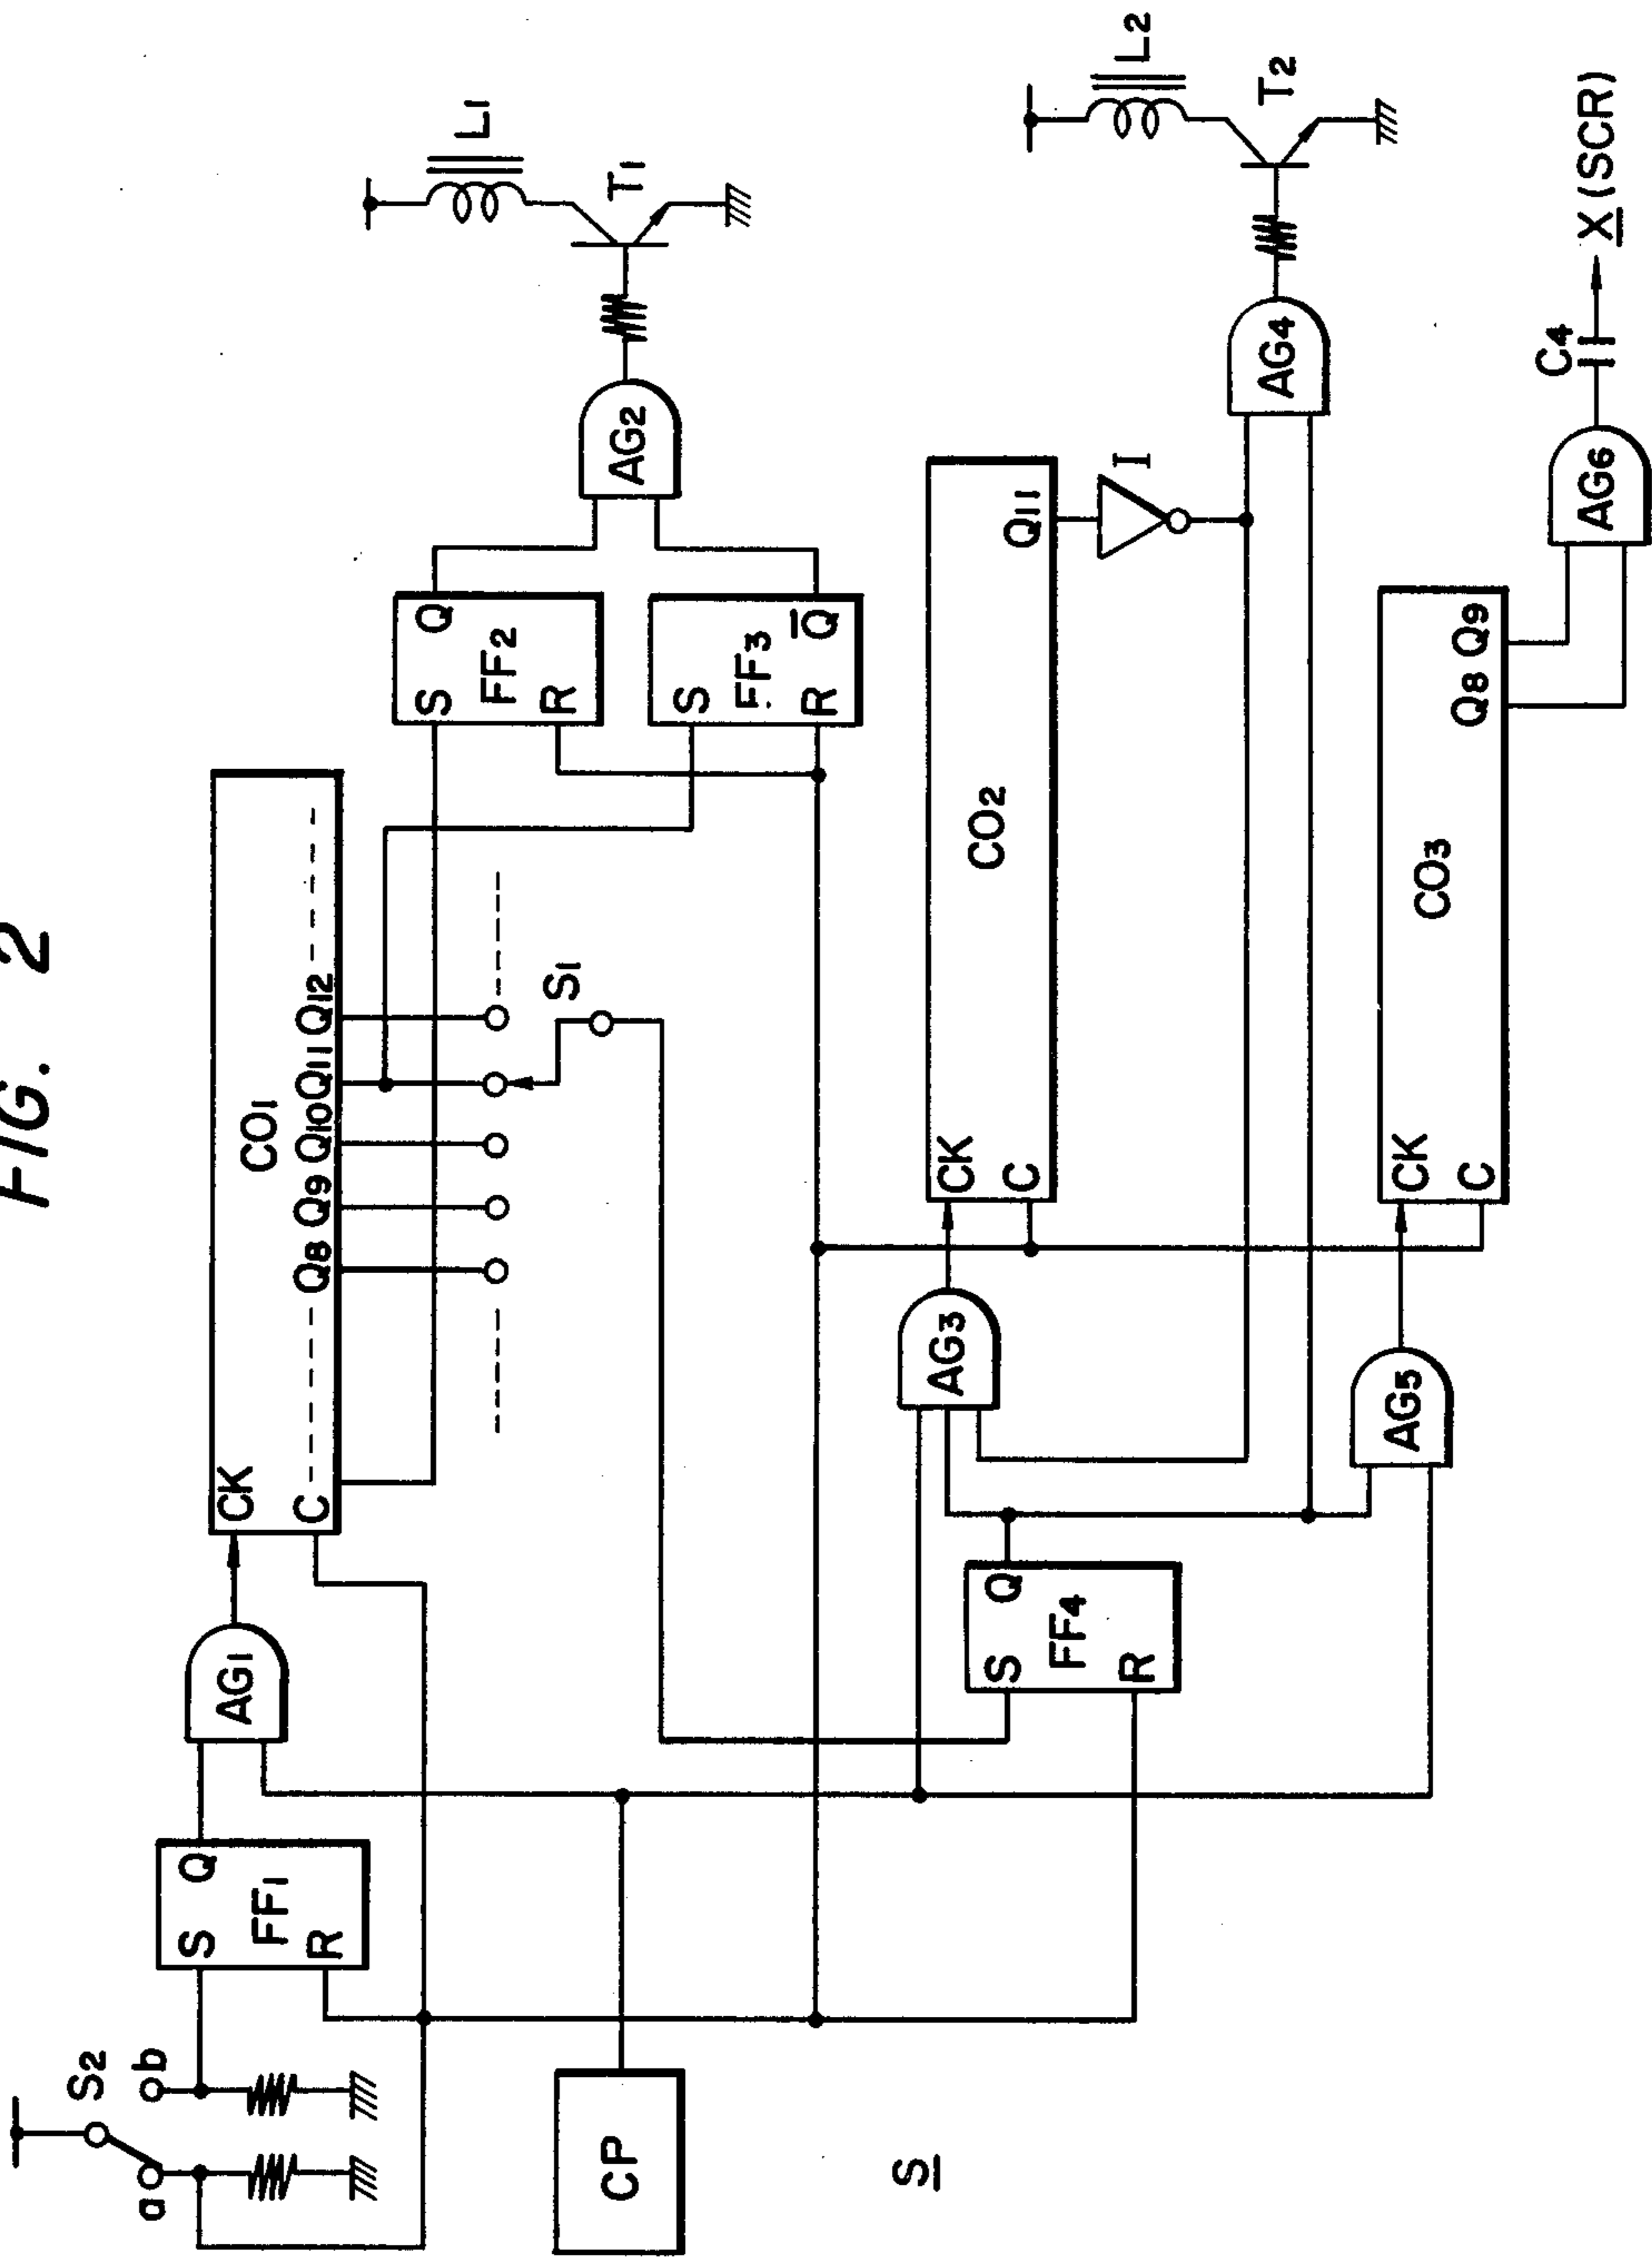 FIG. 2
S2
a
b
S
Q
FF1
R
AG1
CK
CO1
C
Q8
Q9
Q10
Q11
Q12
S1
S
Q
FF2
R
S
Q̅
FF3
R
AG2
L1
T1
CP
S
Q
FF4
R
AG3
CK
CO2
C
Q11
I
AG4
L2
T2
AG5
CK
CO3
C
Q8
Q9
AG6
C4
X (SCR)
S